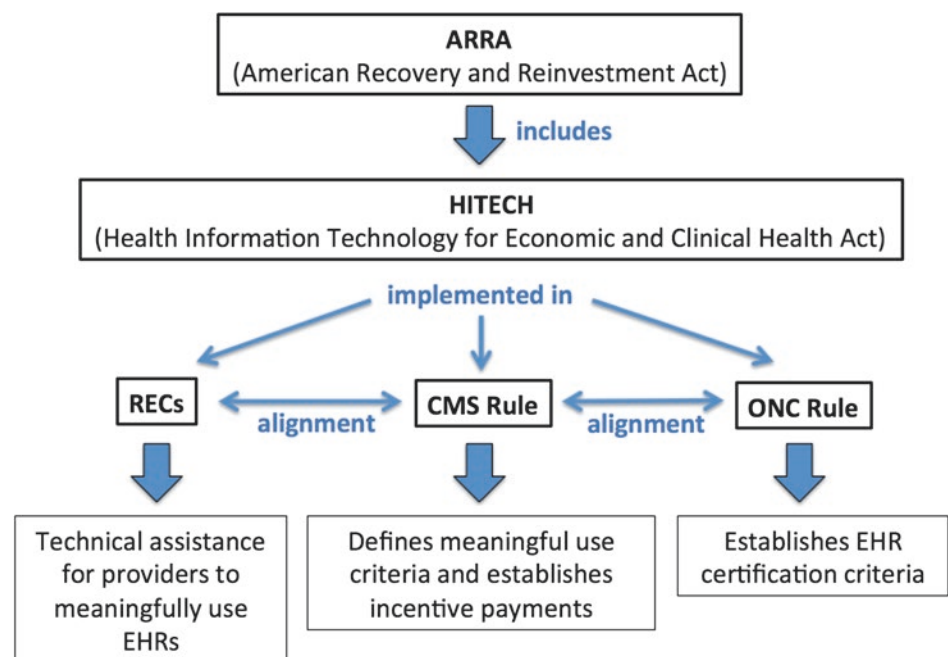 ARRA
(American Recovery and Reinvestment Act)
includes
HITECH
(Health Information Technology for Economic and Clinical Health Act)
implemented in
RECs
alignment
CMS Rule
alignment
ONC Rule
Technical assistance
for providers to
meaningfully use
EHRs
Defines meaningful use
criteria and establishes
incentive payments
Establishes EHR
certification criteria